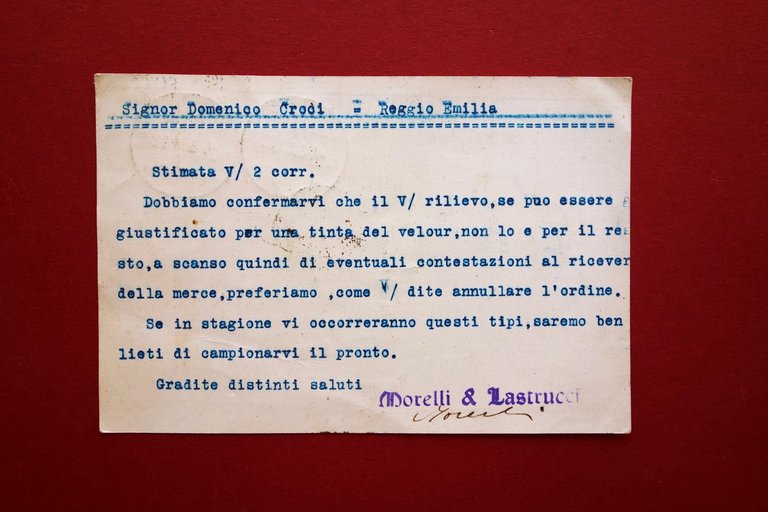 Signor Domenico Croci = Reggio Emilia
Stimata V/ 2 corr.
Dobbiamo confermarvi che il V/ rilievo,se puo essere
giustificato per una tinta del velour,non lo e per il re
sto,a scanso quindi di eventuali contestazioni al ricever
della merce,preferiamo ,come V/ dite annullare l'ordine.
Se in stagione vi occorreranno questi tipi,saremo ben
lieti di campionarvi il pronto.
Gradite distinti saluti
Morelli & Lastrucci